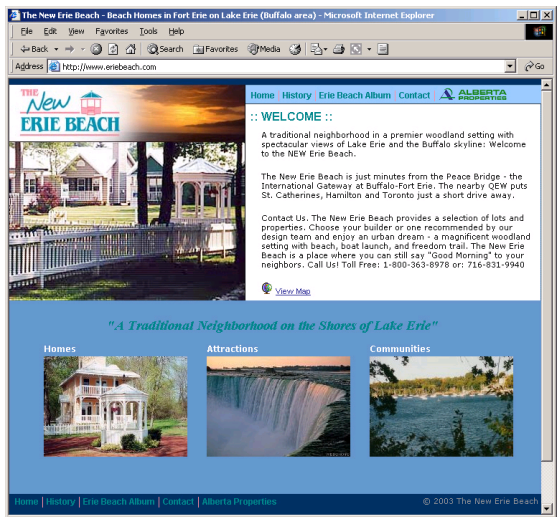 The New Erie Beach - Beach Homes in Fort Erie on Lake Erie (Buffalo area) - Microsoft Internet Explorer
File Edit View Favorites Tools Help
Back Search Favorites Media
Address http://www.eriebeach.com Go
THE
New
ERIE BEACH
Home | History | Erie Beach Album | Contact | ALBERTA
PROPERTIES
:: WELCOME ::
A traditional neighborhood in a premier woodland setting with
spectacular views of Lake Erie and the Buffalo skyline: Welcome
to the NEW Erie Beach.
The New Erie Beach is just minutes from the Peace Bridge - the
International Gateway at Buffalo-Fort Erie. The nearby QEW puts
St. Catherines, Hamilton and Toronto just a short drive away.
Contact Us. The New Erie Beach provides a selection of lots and
properties. Choose your builder or one recommended by our
design team and enjoy an urban dream - a magnificent woodland
setting with beach, boat launch, and freedom trail. The New Erie
Beach is a place where you can still say "Good Morning" to your
neighbors. Call Us! Toll Free: 1-800-363-8978 or: 716-831-9940
View Map
"A Traditional Neighborhood on the Shores of Lake Erie"
Homes Attractions Communities
Home | History | Erie Beach Album | Contact | Alberta Properties © 2003 The New Erie Beach